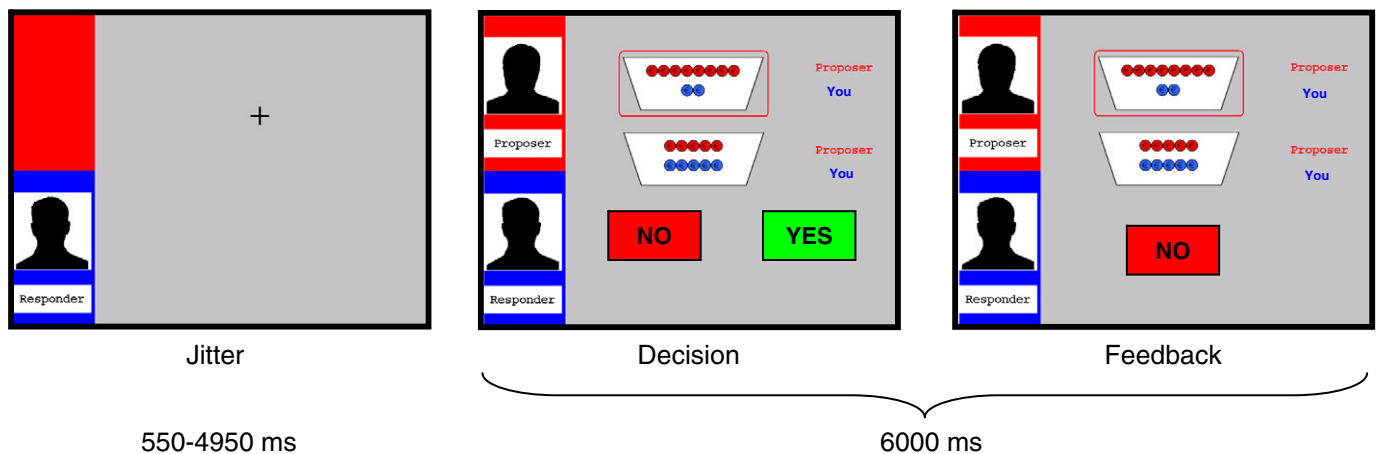 Responder
Jitter
550-4950 ms
Proposer
Responder
Proposer
You
Proposer
You
NO
YES
Decision
Proposer
Responder
Proposer
You
Proposer
You
NO
Feedback
6000 ms